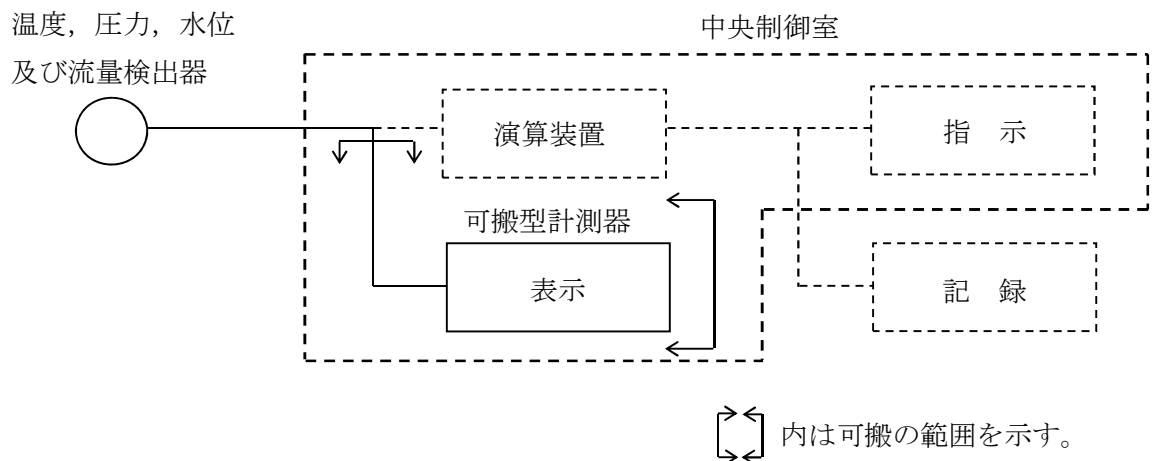 温度，圧力，水位
及び流量検出器
中央制御室
演算装置
指　示
可搬型計測器
表示
記　録
内は可搬の範囲を示す。